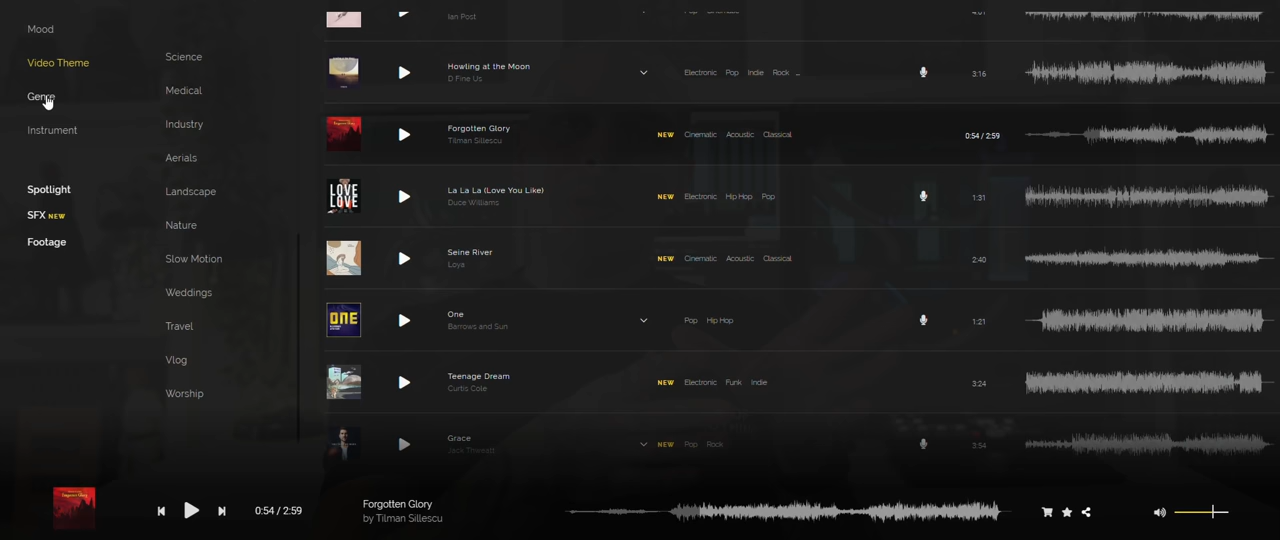 Mood
Video Theme
Genre
Instrument
Spotlight
SFX NEW
Footage
Science
Medical
Industry
Aerials
Landscape
Nature
Slow Motion
Weddings
Travel
Vlog
Worship
Ian Post
Howling at the Moon
D Fine Us
Electronic Pop Indie Rock ...
3:16
Forgotten Glory
Tilman Sillescu
NEW Cinematic Acoustic Classical
0:54 / 2:59
LOVE
LOVE
La La La (Love You Like)
Duce Williams
NEW Electronic Hip Hop Pop
1:31
Seine River
Loya
NEW Cinematic Acoustic Classical
2:40
ONE
One
Barrows and Sun
Pop Hip Hop
1:21
Teenage Dream
Curtis Cole
NEW Electronic Funk Indie
3:24
Grace
Jack Thweatt
NEW Pop Rock
3:54
0:54 / 2:59
Forgotten Glory
by Tilman Sillescu